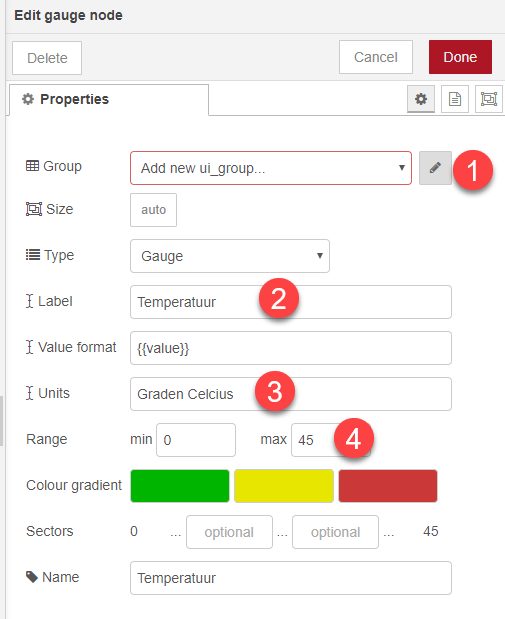 Edit gauge node
Delete Cancel Done
Properties
Group Add new ui_group... 1
Size auto
Type Gauge
Label Temperatuur 2
Value format {{value}}
Units Graden Celcius 3
Range min 0 max 45 4
Colour gradient
Sectors 0 ... optional ... optional ... 45
Name Temperatuur